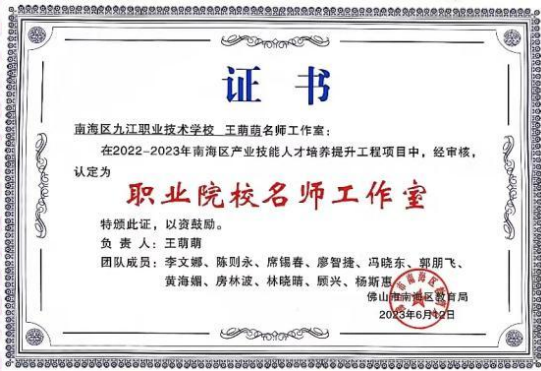 证书
南海区九江职业技术学校 王萌萌名师工作室：
在2022-2023年南海区产业技能人才培养提升工程项目中，经审核，
认定为
职业院校名师工作室
特颁此证，以资鼓励。
负责人：王萌萌
团队成员：李文娜、陈则永、席锡春、廖智捷、冯晓东、郭朋飞、
黄海媚、房林波、林晓晴、顾兴、杨斯惠
佛山市南海区教育局
2023年6月12日